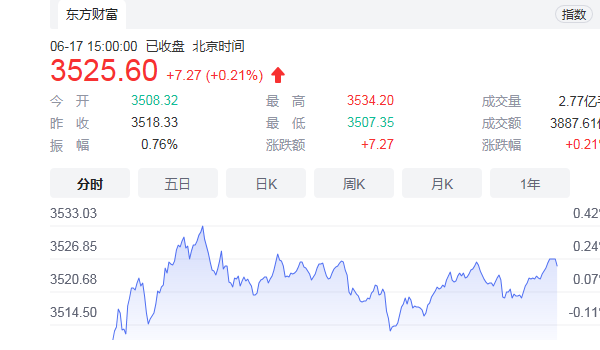 东方财富 指数
06-17 15:00:00 已收盘 北京时间
3525.60 +7.27 (+0.21%)
今 开 3508.32 最 高 3534.20 成交量 2.77亿
昨 收 3518.33 最 低 3507.35 成交额 3887.61
振 幅 0.76% 涨跌额 +7.27 涨跌幅 +0.21
分时 五日 日K 周K 月K 1年
3533.03 0.42%
3526.85 0.24%
3520.68 0.07%
3514.50 -0.11%